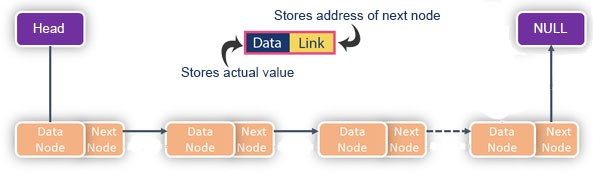 Stores address of next node
Head
Data Link
NULL
Stores actual value
Data Node
Next Node
Data Node
Next Node
Data Node
Next Node
Data Node
Next Node